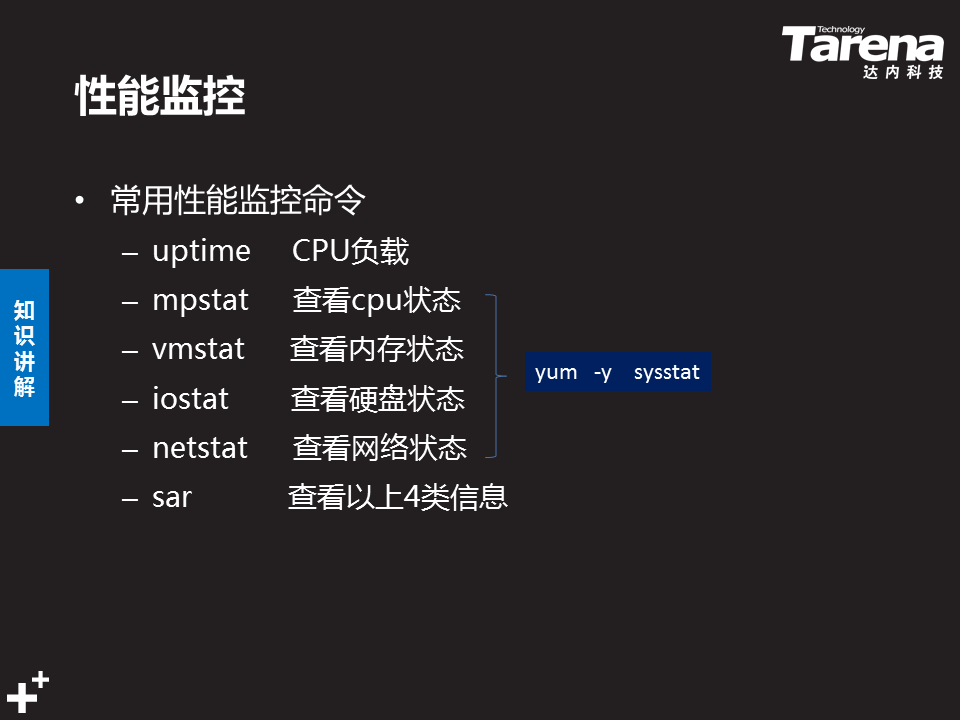 Technology
Tarena
达内科技
性能监控
• 常用性能监控命令
– uptime CPU负载
– mpstat 查看cpu状态
– vmstat 查看内存状态
– iostat 查看硬盘状态
– netstat 查看网络状态
– sar 查看以上4类信息
yum -y sysstat
知识讲解